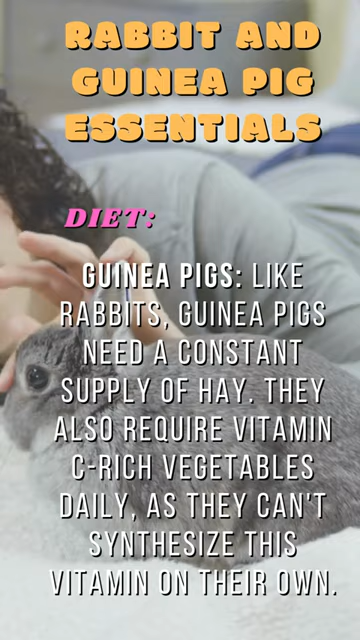 RABBIT AND
GUINEA PIG
ESSENTIALS
DIET:
GUINEA PIGS: LIKE
RABBITS, GUINEA PIGS
NEED A CONSTANT
SUPPLY OF HAY. THEY
ALSO REQUIRE VITAMIN
C-RICH VEGETABLES
DAILY, AS THEY CAN'T
SYNTHESIZE THIS
VITAMIN ON THEIR OWN.